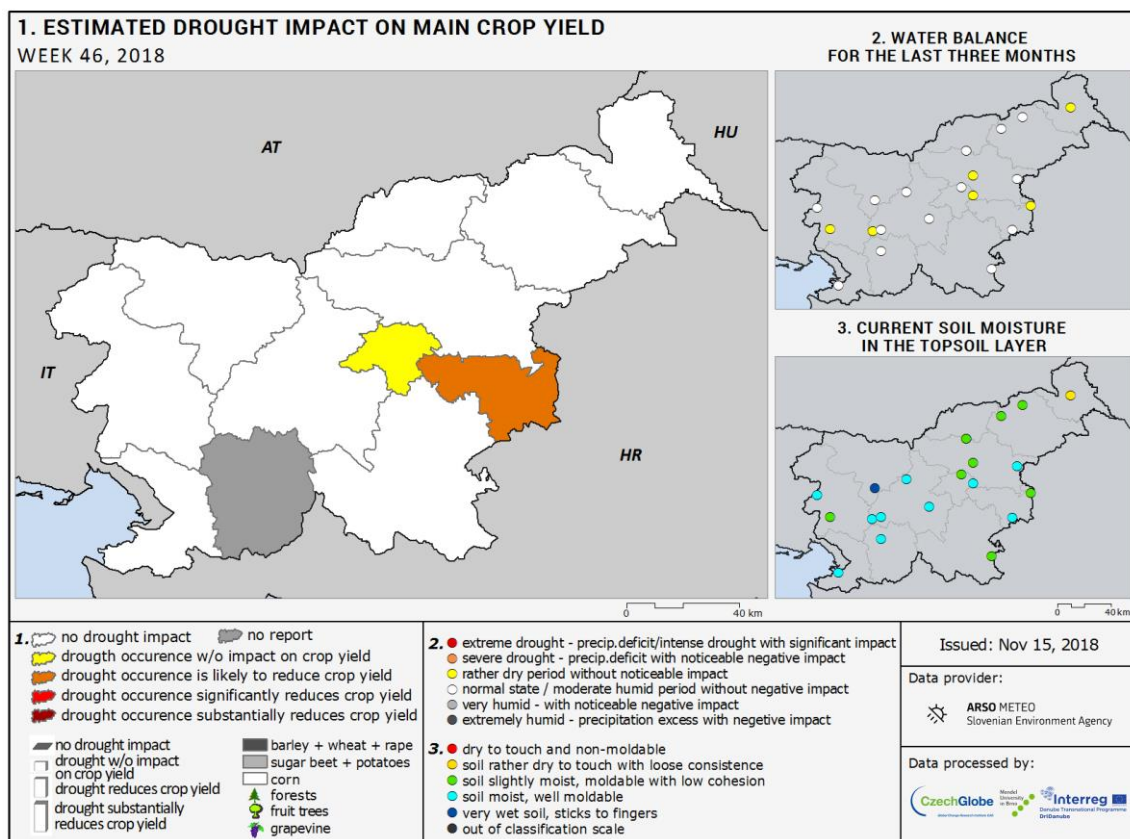 1. ESTIMATED DROUGHT IMPACT ON MAIN CROP YIELD
WEEK 46, 2018
AT
HU
IT
HR
40 km
2. WATER BALANCE
FOR THE LAST THREE MONTHS
3. CURRENT SOIL MOISTURE
IN THE TOPSOIL LAYER
0
40 km
1. no drought impact
no report
drougth occurence w/o impact on crop yield
drought occurence is likely to reduce crop yield
drought occurence significantly reduces crop yield
drought occurence substantially reduces crop yield
no drought impact
drought w/o impact
on crop yield
drought reduces crop yield
drought substantially
reduces crop yield
barley + wheat + rape
sugar beet + potatoes
corn
forests
fruit trees
grapevine
2. extreme drought - precip.deficit/intense drought with significant impact
severe drought - precip.deficit with noticeable negative impact
rather dry period without noticeable impact
normal state / moderate humid period without negative impact
very humid - with noticeable negative impact
extremely humid - precipitation excess with negative impact
3. dry to touch and non-moldable
soil rather dry to touch with loose consistence
soil slightly moist, moldable with low cohesion
soil moist, well moldable
very wet soil, sticks to fingers
out of classification scale
Issued: Nov 15, 2018
Data provider:
ARSO METEO
Slovenian Environment Agency
Data processed by:
CzechGlobe
Mendel
University
in Brno
Interreg
Danube Transnational Programme
DriDanube